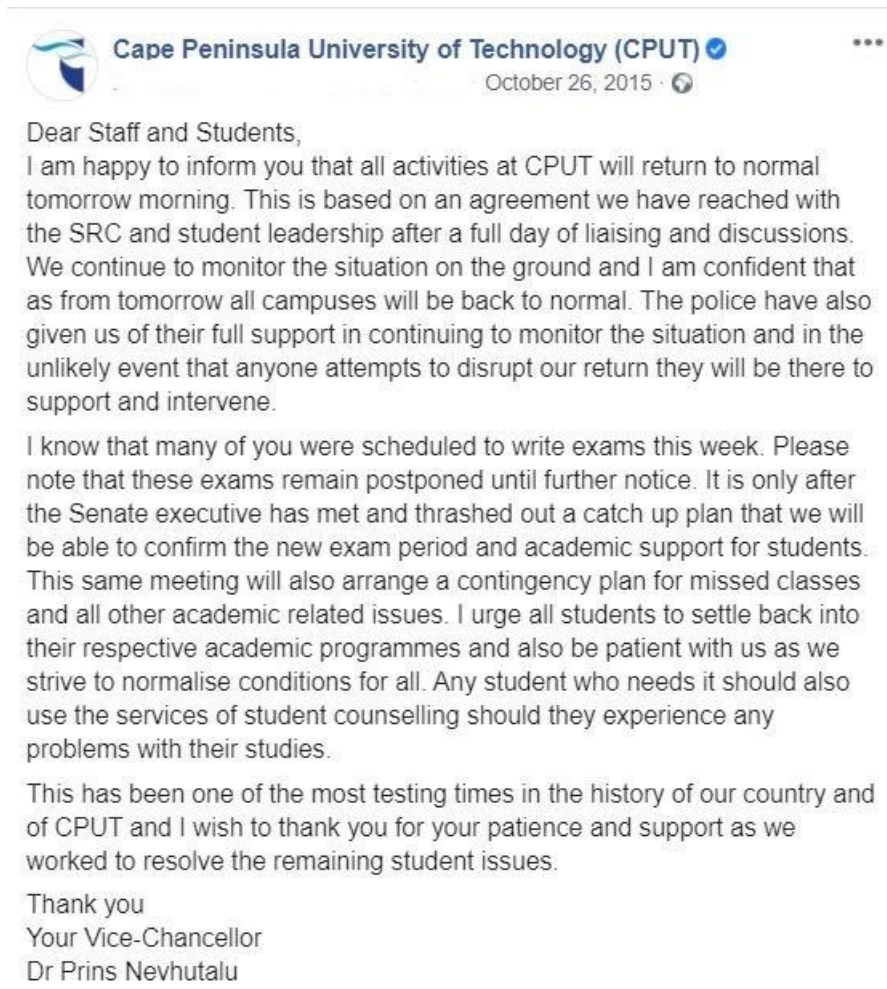 Cape Peninsula University of Technology (CPUT)
October 26, 2015 ·
Dear Staff and Students,
I am happy to inform you that all activities at CPUT will return to normal
tomorrow morning. This is based on an agreement we have reached with
the SRC and student leadership after a full day of liaising and discussions.
We continue to monitor the situation on the ground and I am confident that
as from tomorrow all campuses will be back to normal. The police have also
given us of their full support in continuing to monitor the situation and in the
unlikely event that anyone attempts to disrupt our return they will be there to
support and intervene.
I know that many of you were scheduled to write exams this week. Please
note that these exams remain postponed until further notice. It is only after
the Senate executive has met and thrashed out a catch up plan that we will
be able to confirm the new exam period and academic support for students.
This same meeting will also arrange a contingency plan for missed classes
and all other academic related issues. I urge all students to settle back into
their respective academic programmes and also be patient with us as we
strive to normalise conditions for all. Any student who needs it should also
use the services of student counselling should they experience any
problems with their studies.
This has been one of the most testing times in the history of our country and
of CPUT and I wish to thank you for your patience and support as we
worked to resolve the remaining student issues.
Thank you
Your Vice-Chancellor
Dr Prins Nevhutalu